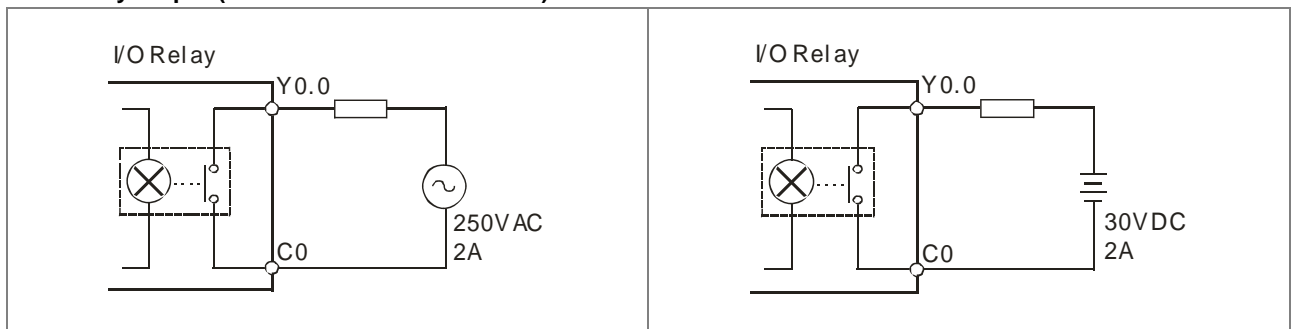 I/O Relay
Y0.0
250VAC
2A
C0
I/O Relay
Y0.0
30VDC
2A
C0